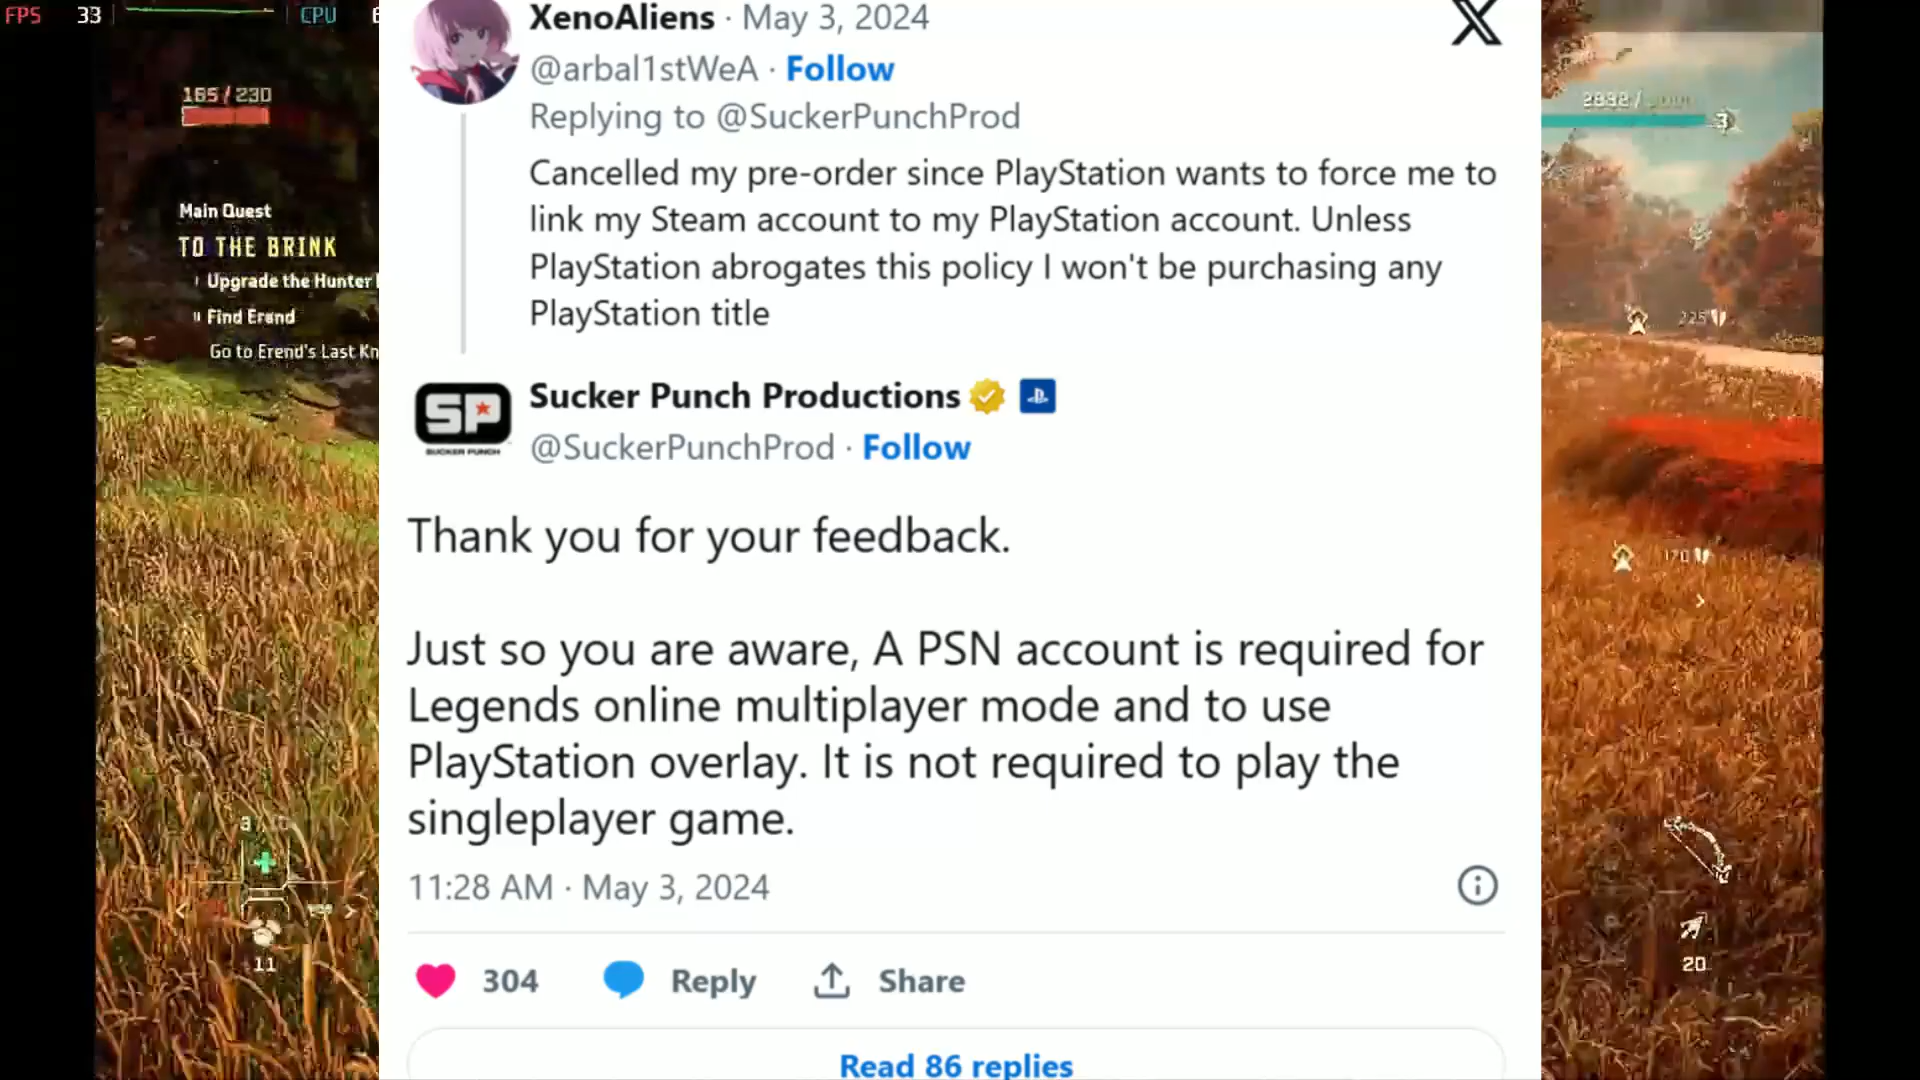 FPS 33 CPU
XenoAliens · May 3, 2024
@arbal1stWeA · Follow
Replying to @SuckerPunchProd
Cancelled my pre-order since PlayStation wants to force me to
link my Steam account to my PlayStation account. Unless
PlayStation abrogates this policy I won't be purchasing any
PlayStation title
SP
SUCKER PUNCH
Sucker Punch Productions
@SuckerPunchProd · Follow
Thank you for your feedback.
Just so you are aware, A PSN account is required for
Legends online multiplayer mode and to use
PlayStation overlay. It is not required to play the
singleplayer game.
11:28 AM · May 3, 2024
304 Reply Share
Read 86 replies
165 / 230
Main Quest
TO THE BRINK
Upgrade the Hunter
Find Erend
Go to Erend's Last Kn
11
3
225
170
20